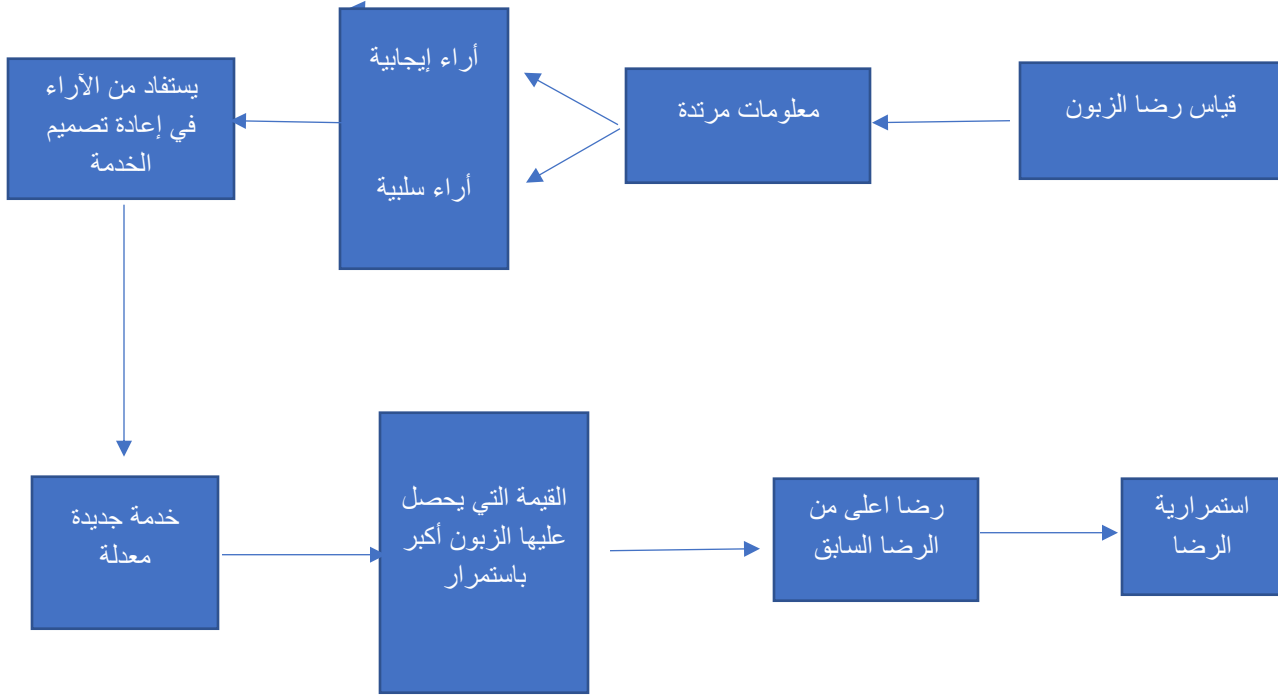 قياس رضا الزبون
معلومات مرتدة
أراء إيجابية
أراء سلبية
يستفاد من الآراء
في إعادة تصميم
الخدمة
خدمة جديدة
معدلة
القيمة التي يحصل
عليها الزبون أكبر
باستمرار
رضا اعلى من
الرضا السابق
استمرارية
الرضا